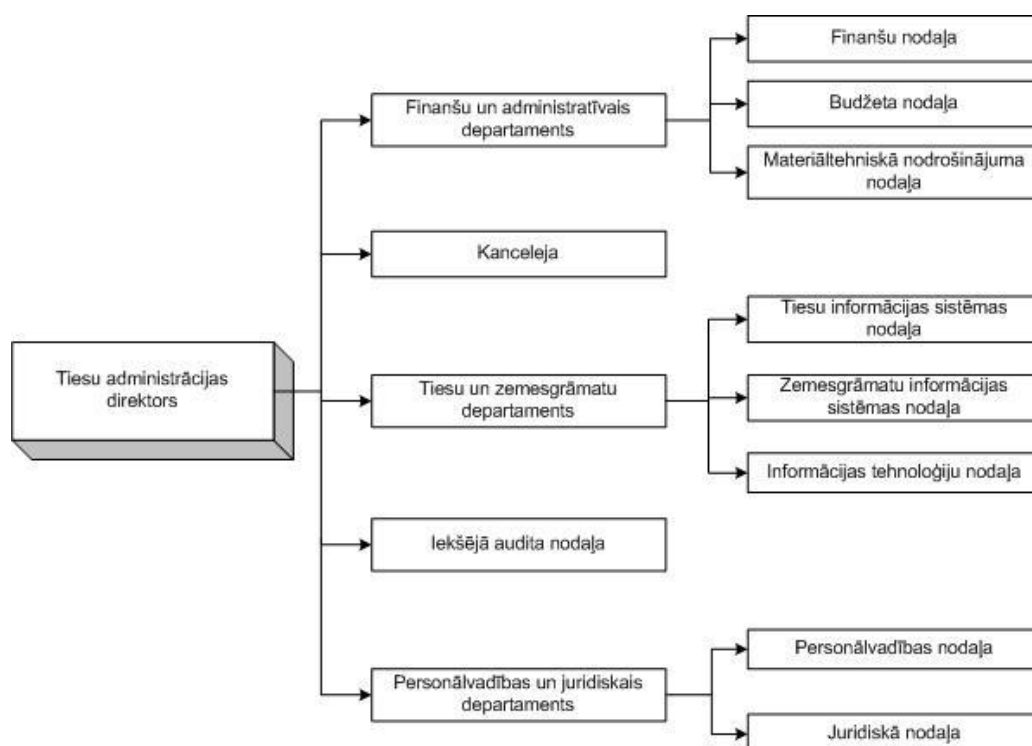 Finanšu nodaļa
Finanšu un administratīvais
departaments
Budžeta nodaļa
Materiāltehniskā nodrošinājuma
nodaļa
Kanceleja
Tiesu administrācijas
direktors
Tiesu un zemesgrāmatu
departaments
Tiesu informācijas sistēmas
nodaļa
Zemesgrāmatu informācijas
sistēmas nodaļa
Informācijas tehnoloģiju nodaļa
Iekšējā audita nodaļa
Personālvadības un juridiskais
departaments
Personālvadības nodaļa
Juridiskā nodaļa